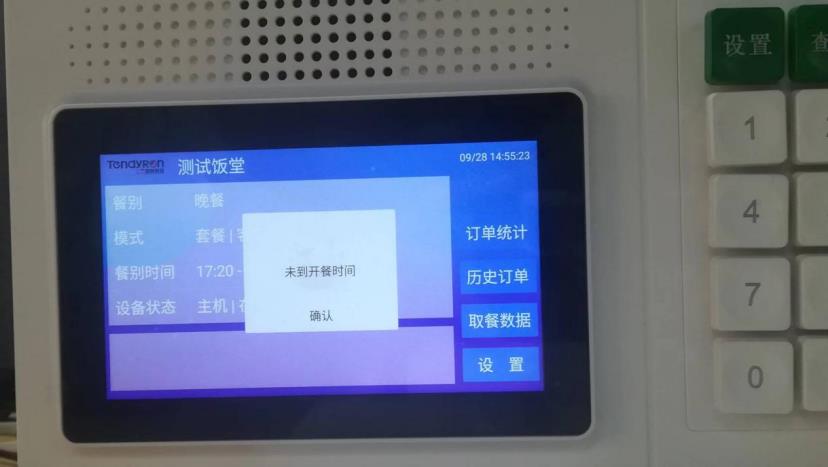 设置
查
1
4
7
0
TendyRon 测试饭堂 09/28 14:55:23
餐别 晚餐
模式 套餐 |
餐别时间 17:20 -
设备状态 主机 |
未到开餐时间
确认
订单统计
历史订单
取餐数据
设 置